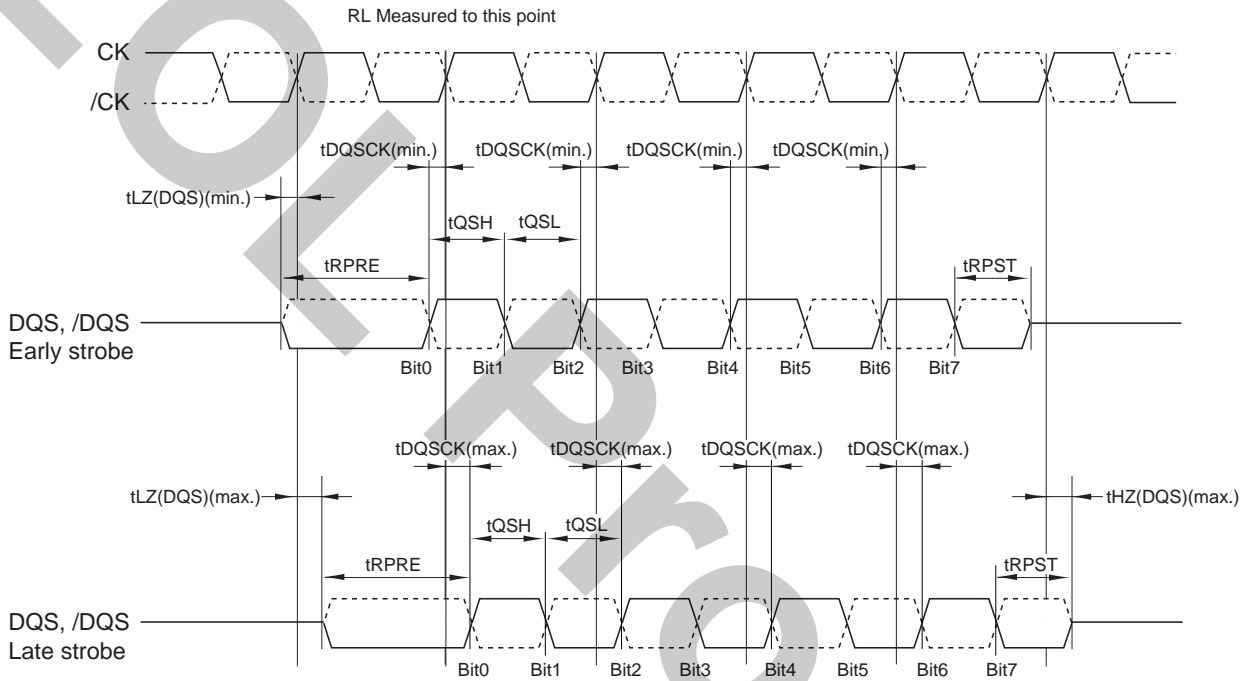 RL Measured to this point
CK
/CK
tDQSCK(min.) tDQSCK(min.) tDQSCK(min.) tDQSCK(min.)
tLZ(DQS)(min.)
tQSH tQSL
tRPRE tRPST
DQS, /DQS
Early strobe
Bit0 Bit1 Bit2 Bit3 Bit4 Bit5 Bit6 Bit7
tDQSCK(max.) tDQSCK(max.) tDQSCK(max.) tDQSCK(max.)
tLZ(DQS)(max.) tHZ(DQS)(max.)
tQSH tQSL
tRPRE tRPST
DQS, /DQS
Late strobe
Bit0 Bit1 Bit2 Bit3 Bit4 Bit5 Bit6 Bit7